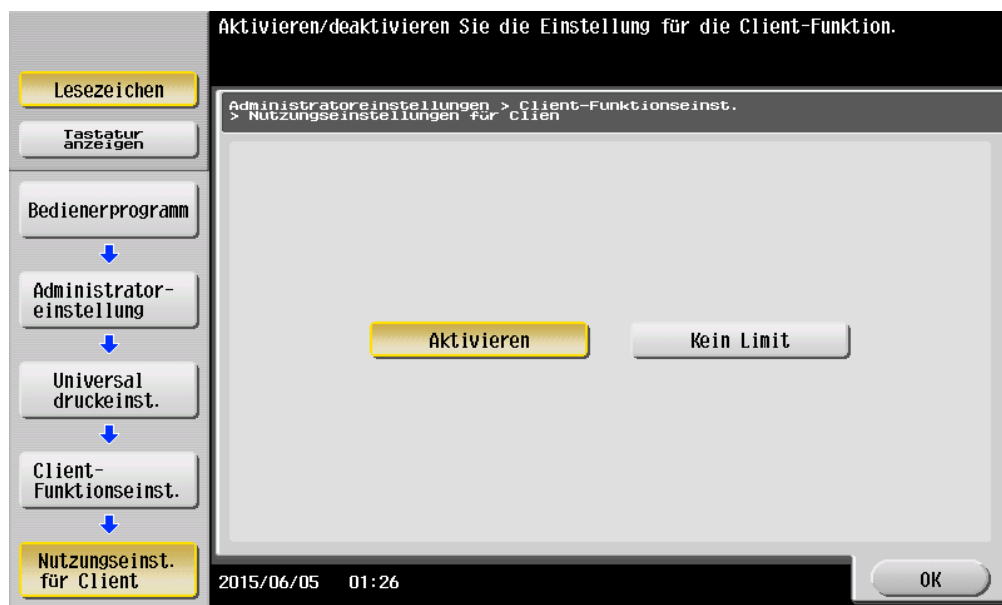 Aktivieren/deaktivieren Sie die Einstellung für die Client-Funktion.
Lesezeichen
Tastatur
anzeigen
Administratoreinstellungen > Client-Funktionseinst.
> Nutzungseinstellungen für Clien
Bedienerprogramm
Administrator-
einstellung
Universal
druckeinst.
Client-
Funktionseinst.
Nutzungseinst.
für Client
Aktivieren
Kein Limit
2015/06/05 01:26
OK